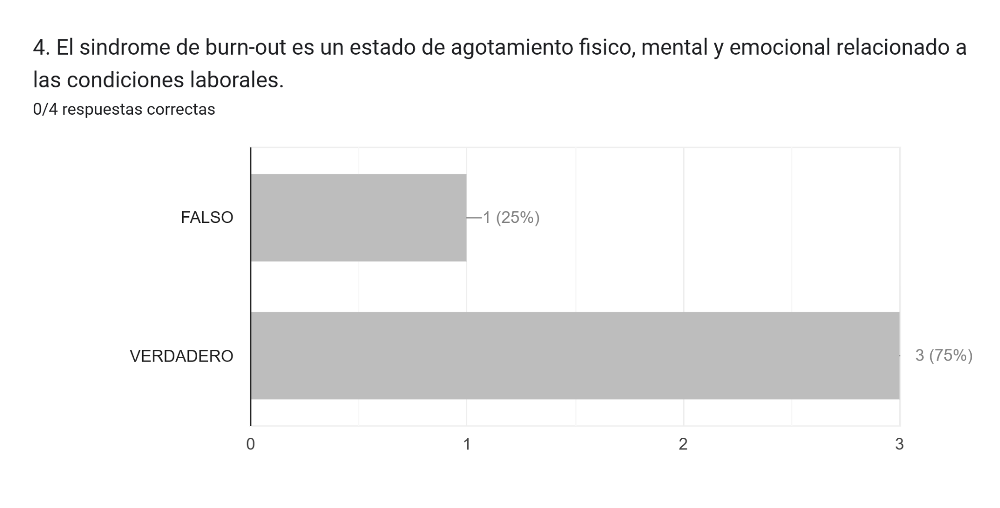 4. El sindrome de burn-out es un estado de agotamiento fisico, mental y emocional relacionado a
las condiciones laborales.
0/4 respuestas correctas
FALSO
1 (25%)
VERDADERO
3 (75%)
0
1
2
3